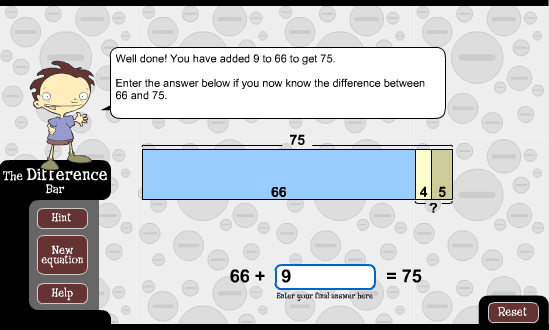 Well done! You have added 9 to 66 to get 75.
Enter the answer below if you now know the difference between
66 and 75.
75
66 4 5
?
The Difference
Bar
Hint
New
equation
Help
66 + 9 = 75
Enter your final answer here
Reset